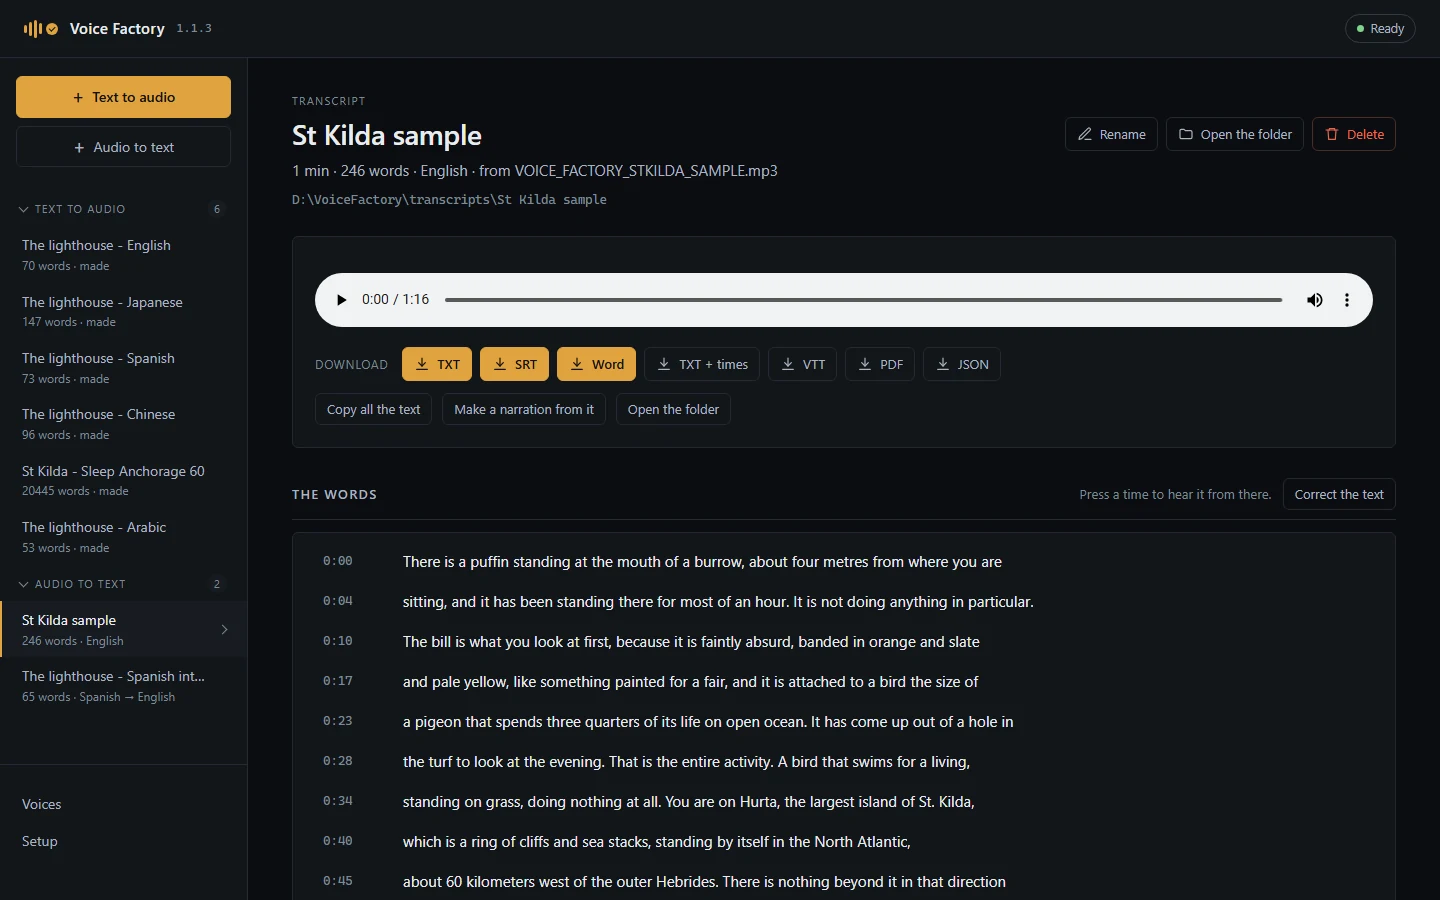 Voice Factory 1.1.3
Ready
+ Text to audio
+ Audio to text
TEXT TO AUDIO 6
The lighthouse - English
70 words · made
The lighthouse - Japanese
147 words · made
The lighthouse - Spanish
73 words · made
The lighthouse - Chinese
96 words · made
St Kilda - Sleep Anchorage 60
20445 words · made
The lighthouse - Arabic
53 words · made
AUDIO TO TEXT 2
St Kilda sample
246 words · English
The lighthouse - Spanish int...
65 words · Spanish → English
Voices
Setup
TRANSCRIPT
St Kilda sample
Rename
Open the folder
Delete
1 min · 246 words · English · from VOICE_FACTORY_STKILDA_SAMPLE.mp3
D:\VoiceFactory\transcripts\St Kilda sample
0:00 / 1:16
DOWNLOAD TXT SRT Word TXT + times VTT PDF JSON
Copy all the text Make a narration from it Open the folder
THE WORDS
Press a time to hear it from there. Correct the text
0:00 There is a puffin standing at the mouth of a burrow, about four metres from where you are
0:04 sitting, and it has been standing there for most of an hour. It is not doing anything in particular.
0:10 The bill is what you look at first, because it is faintly absurd, banded in orange and slate
0:17 and pale yellow, like something painted for a fair, and it is attached to a bird the size of
0:23 a pigeon that spends three quarters of its life on open ocean. It has come up out of a hole in
0:28 the turf to look at the evening. That is the entire activity. A bird that swims for a living,
0:34 standing on grass, doing nothing at all. You are on Hurta, the largest island of St. Kilda,
0:40 which is a ring of cliffs and sea stacks, standing by itself in the North Atlantic,
0:45 about 60 kilometers west of the outer Hebrides. There is nothing beyond it in that direction